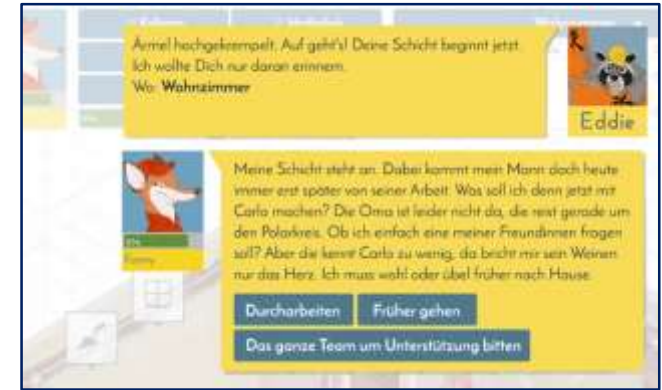 Ärmel hochgekrempelt. Auf geht's! Deine Schicht beginnt jetzt.
Ich wollte Dich nur daran erinnern.
Wo: Wohnzimmer
Eddie
Meine Schicht steht an. Dabei kommt mein Mann doch heute
immer erst später von seiner Arbeit. Was soll ich denn jetzt mit
Carlo machen? Die Oma ist leider nicht da, die reist gerade um
den Polarkreis. Ob ich einfach eine meiner Freundinnen fragen
soll? Aber die kennt Carlo zu wenig, da bricht mir sein Weinen
nur das Herz. Ich muss wohl oder übel früher nach Hause.
Durcharbeiten
Früher gehen
Das ganze Team um Unterstützung bitten